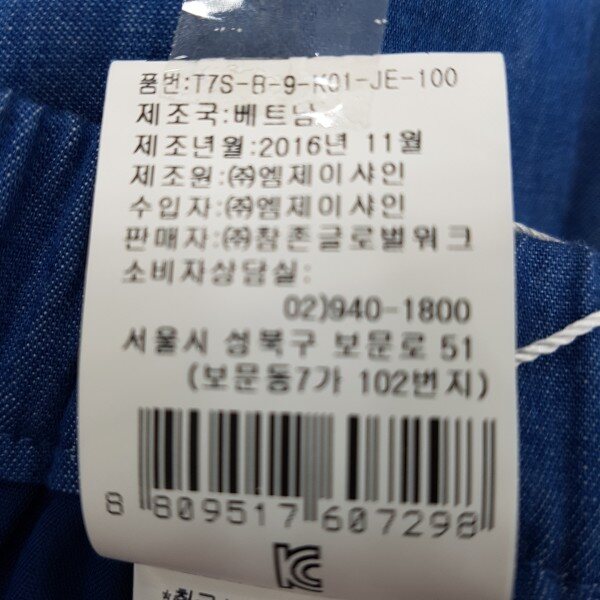 품번:T7S-B-9-K01-JE-100
제조국:베트남
제조년월:2016년 11월
제조원:㈜엠제이샤인
수입자:㈜엠제이샤인
판매자:㈜참존글로벌워크
소비자상담실:
02)940-1800
서울시 성북구 보문로 51
(보문동7가 102번지)
8 809517 607298
KC